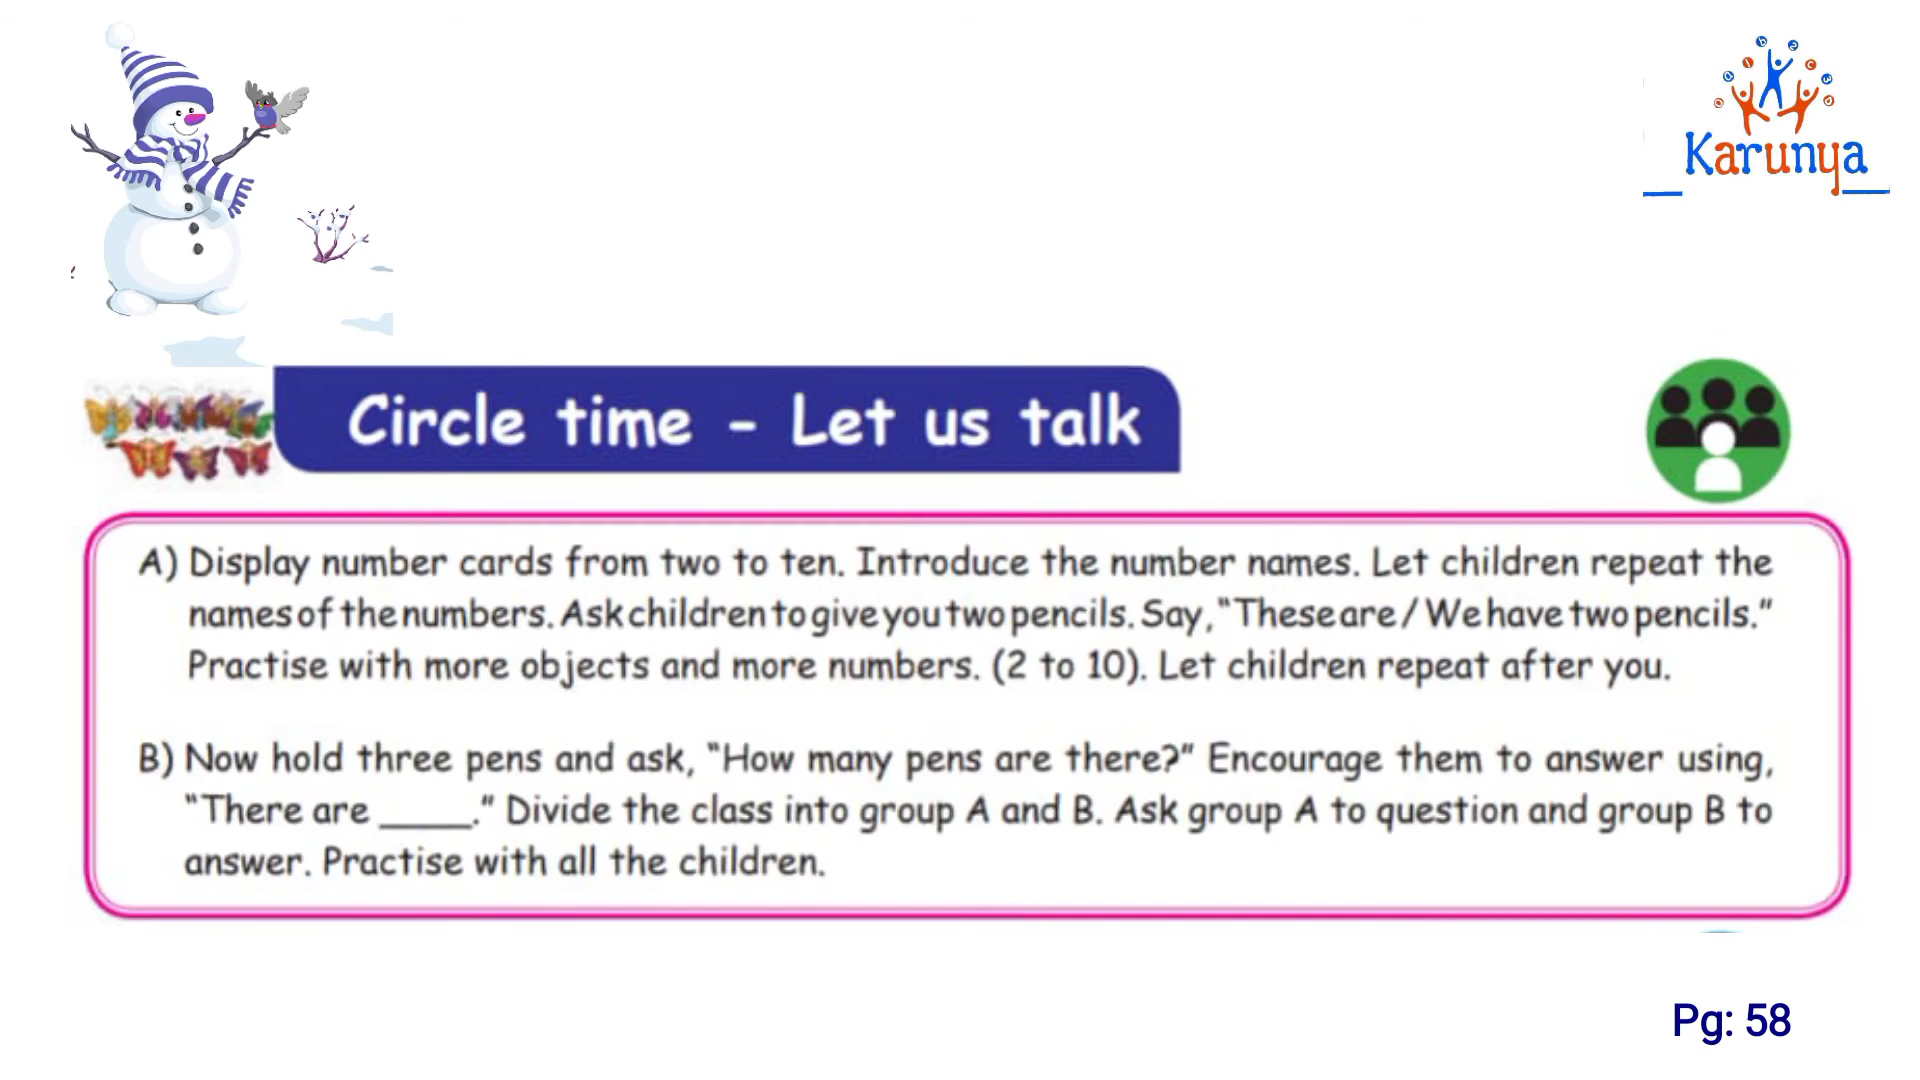 Karunya
Circle time - Let us talk
A) Display number cards from two to ten. Introduce the number names. Let children repeat the
names of the numbers. Ask children to give you two pencils. Say, “These are / We have two pencils.”
Practise with more objects and more numbers. (2 to 10). Let children repeat after you.
B) Now hold three pens and ask, “How many pens are there?” Encourage them to answer using,
“There are ____.” Divide the class into group A and B. Ask group A to question and group B to
answer. Practise with all the children.
Pg: 58